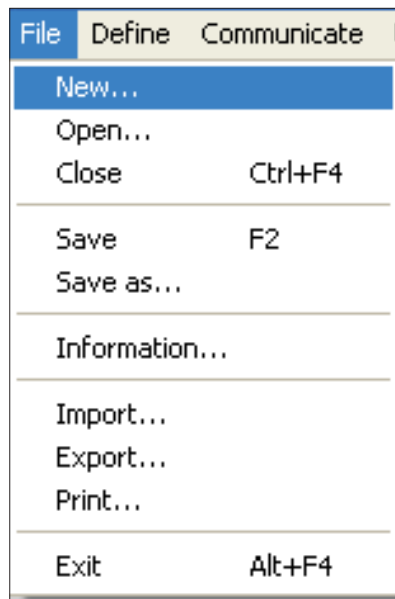 File Define Communicate
New...
Open...
Close Ctrl+F4
Save F2
Save as...
Information...
Import...
Export...
Print...
Exit Alt+F4